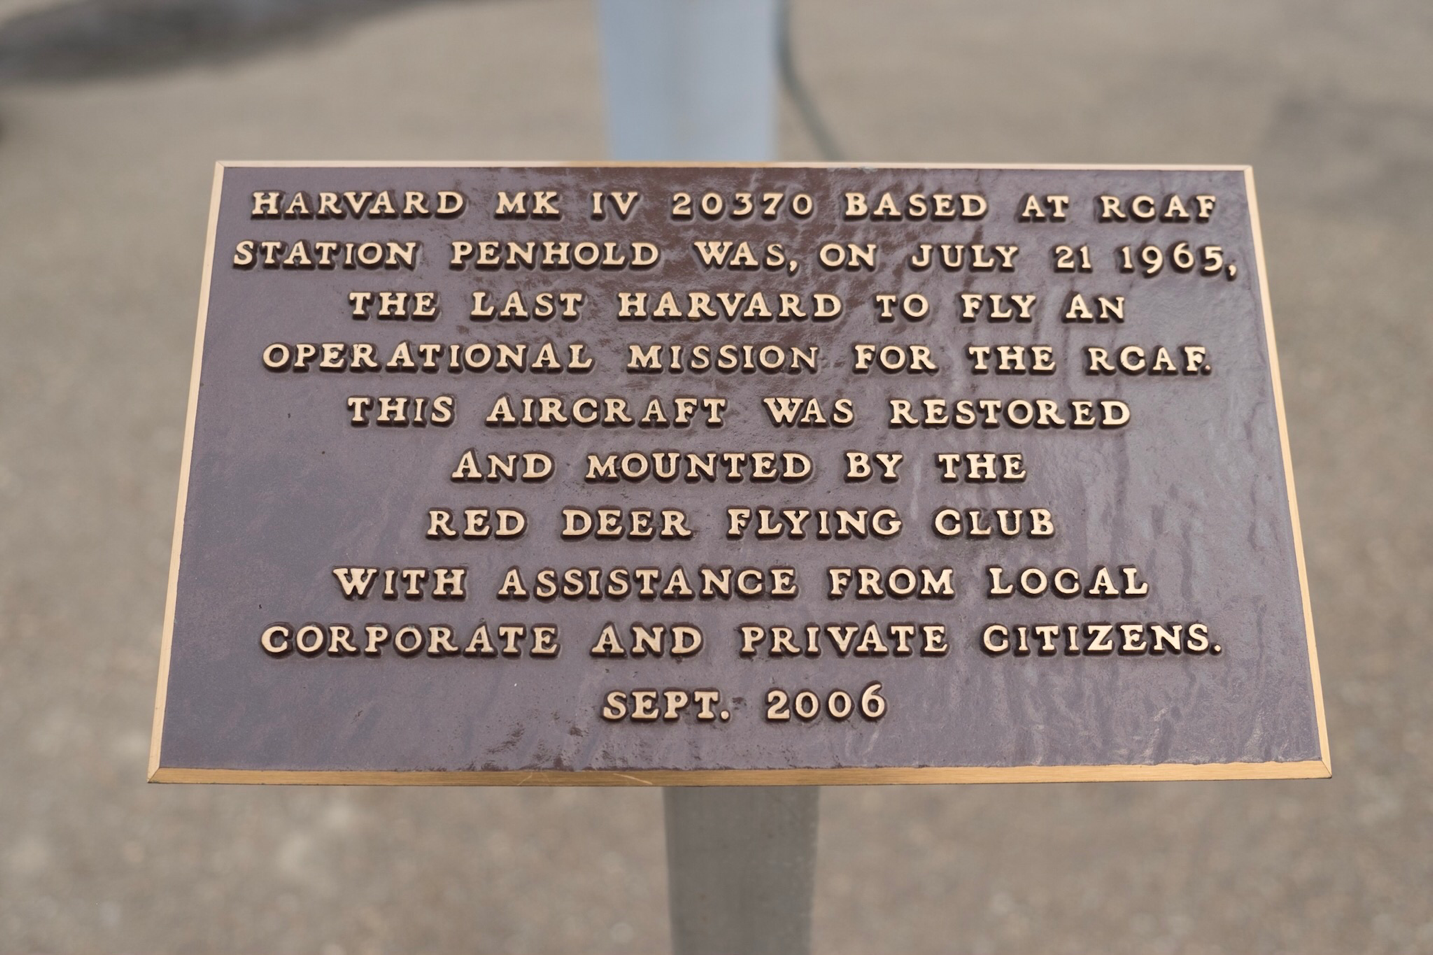 HARVARD MK IV 20370 BASED AT RCAF
STATION PENHOLD WAS, ON JULY 21 1965,
THE LAST HARVARD TO FLY AN
OPERATIONAL MISSION FOR THE RCAF.
THIS AIRCRAFT WAS RESTORED
AND MOUNTED BY THE
RED DEER FLYING CLUB
WITH ASSISTANCE FROM LOCAL
CORPORATE AND PRIVATE CITIZENS.
SEPT. 2006